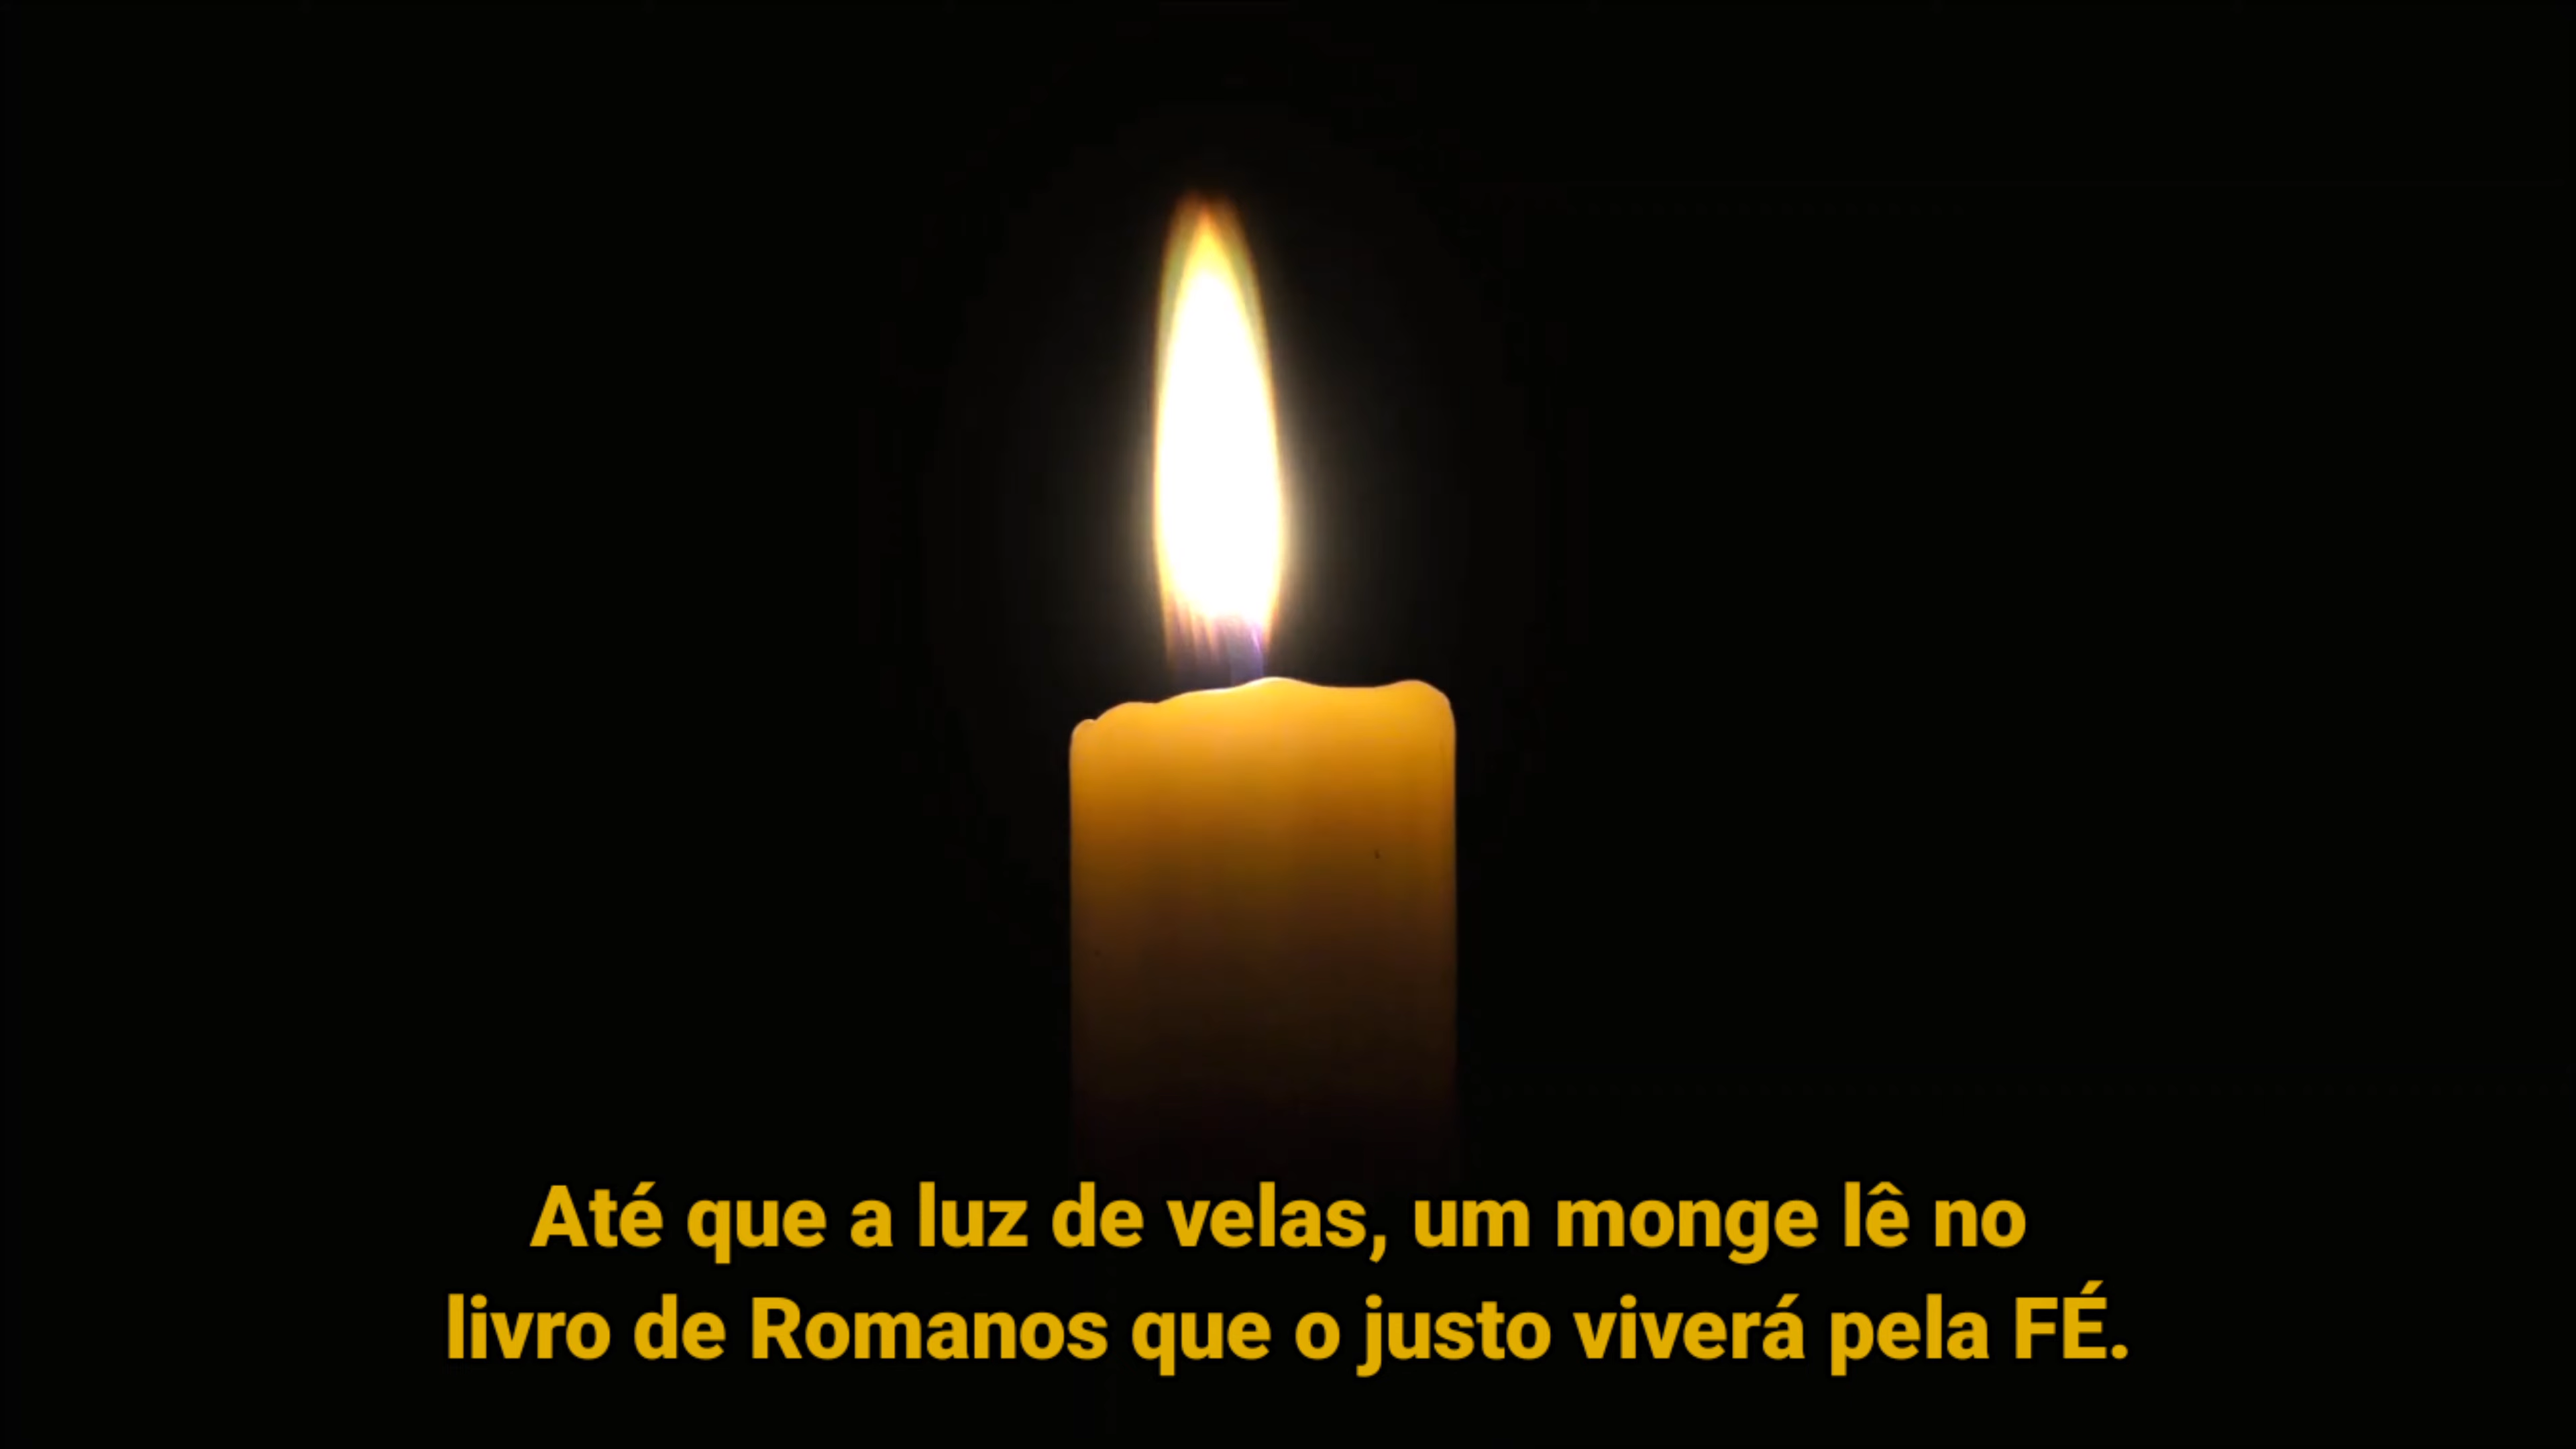 Até que a luz de velas, um monge lê no
livro de Romanos que o justo viverá pela FÉ.